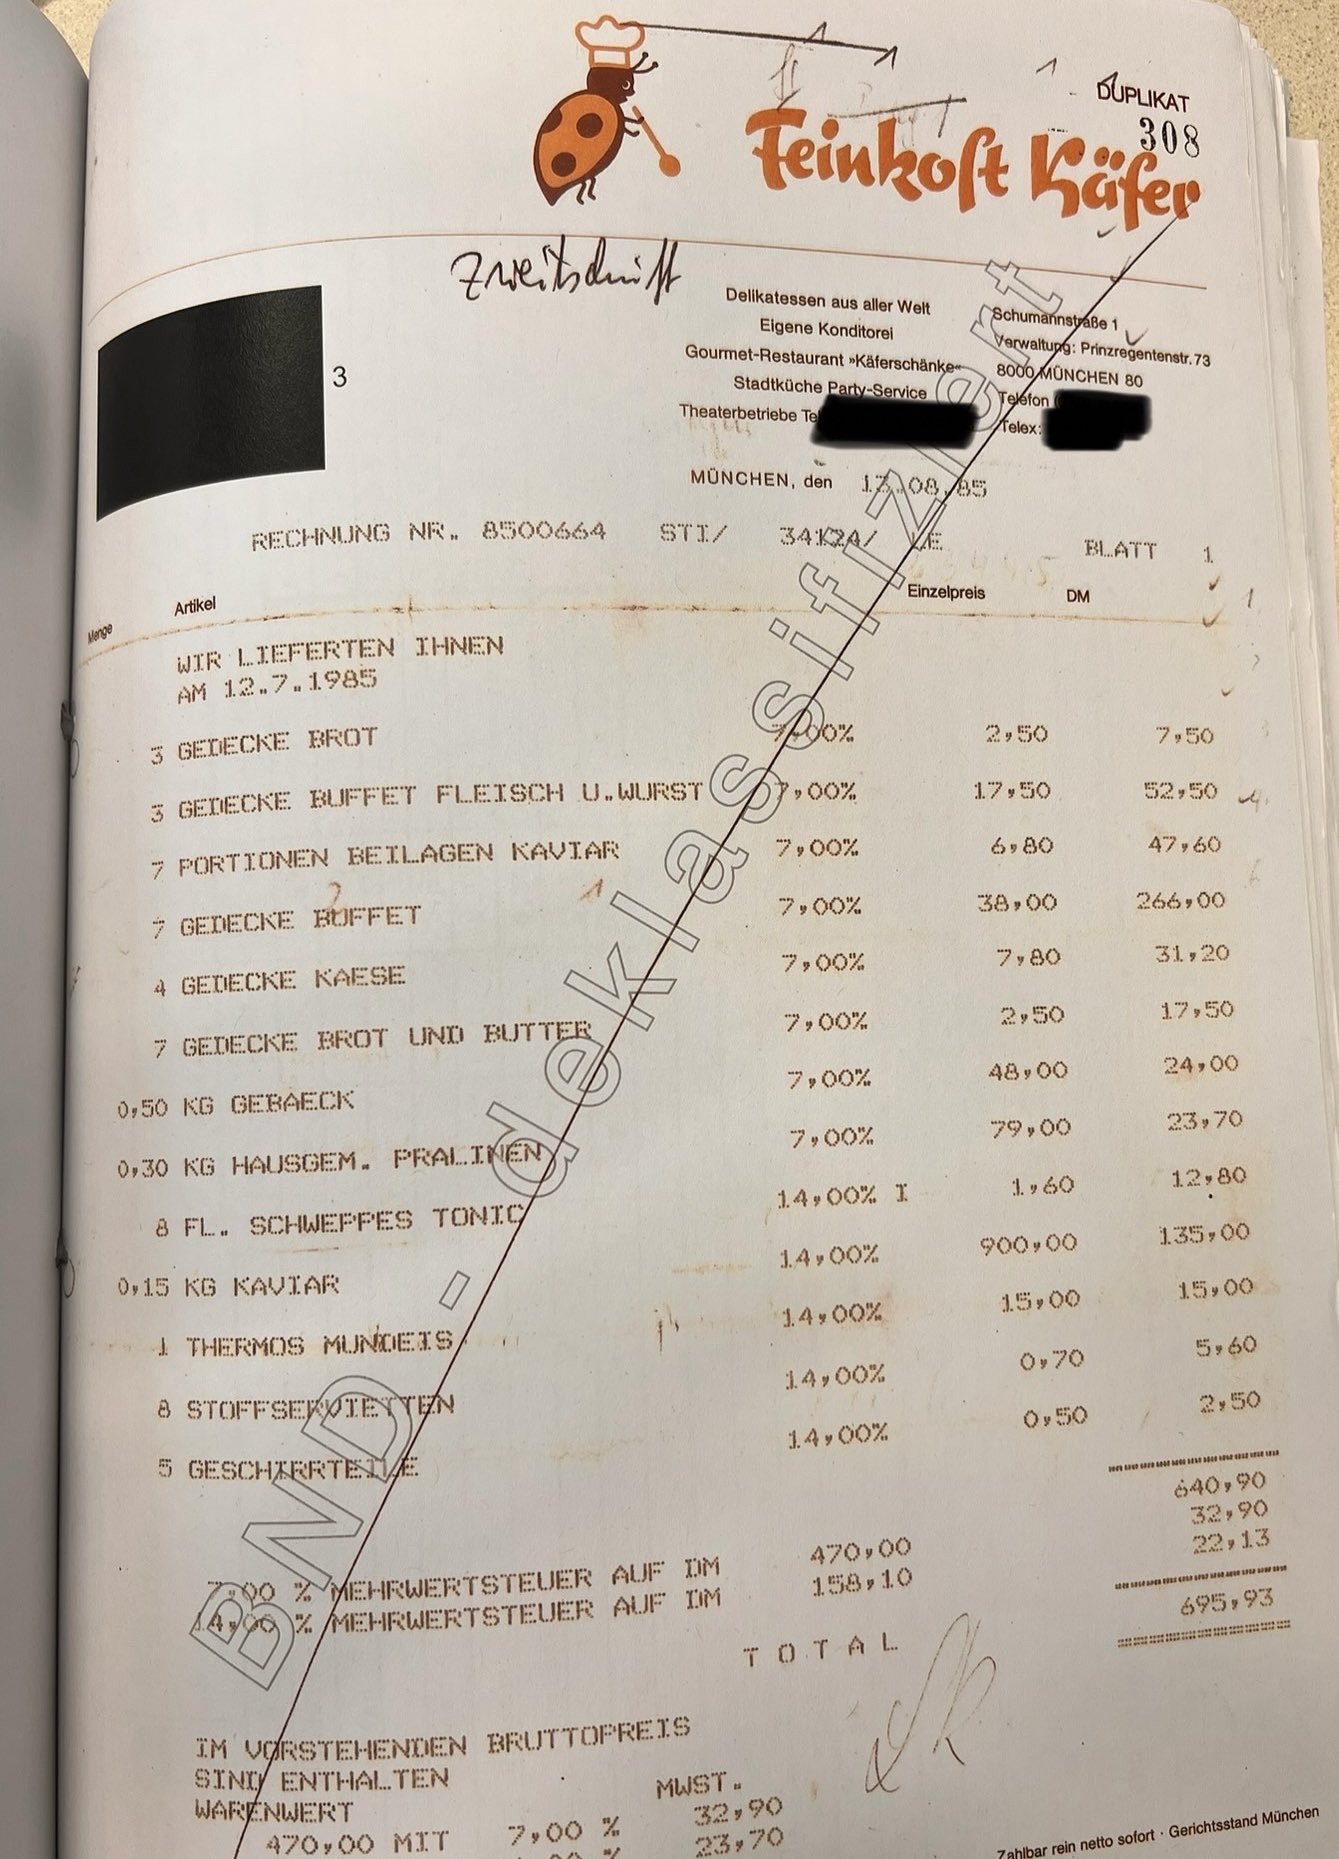 DUPLIKAT
308
Feinkost Käfer
Zweitschrift
Delikatessen aus aller Welt
Eigene Konditorei
Gourmet-Restaurant »Käferschänke«
Stadtküche Party-Service
Theaterbetriebe
Schumannstraße 1
Verwaltung: Prinzregentenstr. 73
8000 MÜNCHEN 80
Telefon
Telex:
3
MÜNCHEN, den 13.08.85
RECHNUNG NR. 8500664 STI/ 34124/ LE BLATT 1
Menge Artikel Einzelpreis DM
WIR LIEFERTEN IHNEN
AM 12.7.1985
3 GEDECKE BROT 7,00% 2,50 7,50
3 GEDECKE BUFFET FLEISCH U.WURST 7,00% 17,50 52,50
7 PORTIONEN BEILAGEN KAVIAR 7,00% 6,80 47,60
7 GEDECKE BUFFET 7,00% 38,00 266,00
4 GEDECKE KAESE 7,00% 7,80 31,20
7 GEDECKE BROT UND BUTTER 7,00% 2,50 17,50
0,50 KG GEBAECK 7,00% 48,00 24,00
0,30 KG HAUSGEM. PRALINEN 7,00% 79,00 23,70
8 FL. SCHWEPPES TONIC 14,00% I 1,60 12,80
0,15 KG KAVIAR 14,00% 900,00 135,00
1 THERMOS MUNDEIS 14,00% 15,00 15,00
8 STOFFSERVIETTEN 14,00% 0,70 5,60
5 GESCHIRRTEILE 14,00% 0,50 2,50
640,90
7,00 % MEHRWERTSTEUER AUF DM 470,00 32,90
14,00 % MEHRWERTSTEUER AUF DM 158,10 22,13
TOTAL 695,93
IM VORSTEHENDEN BRUTTOPREIS
SIND ENTHALTEN
WARENWERT MWST.
470,00 MIT 7,00 % 32,90
23,70
Zahlbar rein netto sofort · Gerichtsstand München
BND - deklassifiziert